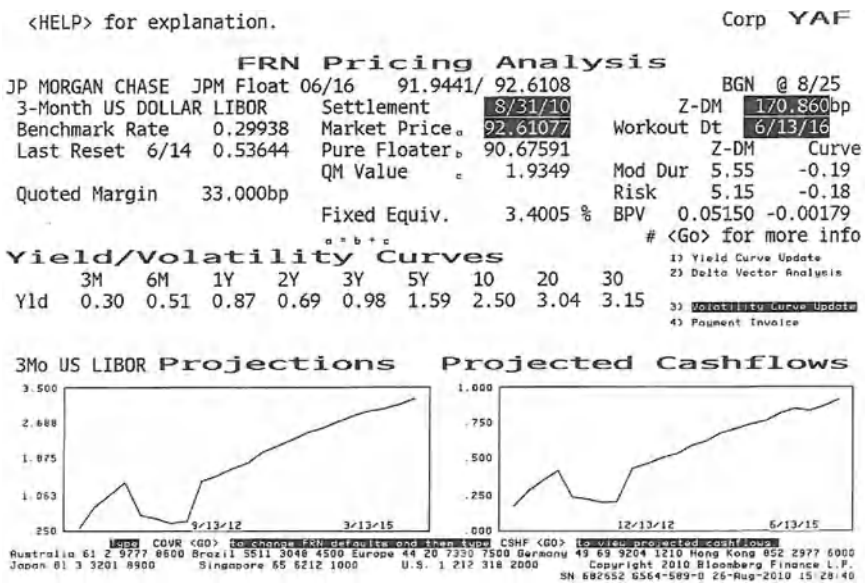 <HELP> for explanation. Corp YAF
FRN Pricing Analysis
JP MORGAN CHASE JPM Float 06/16 91.9441/ 92.6108 BGN @ 8/25
3-Month US DOLLAR LIBOR Settlement 8/31/10 Z-DM 170.860bp
Benchmark Rate 0.29938 Market Price a 92.61077 Workout Dt 6/13/16
Last Reset 6/14 0.53644 Pure Floater b 90.67591 Z-DM Curve
QM Value c 1.9349 Mod Dur 5.55 -0.19
Quoted Margin 33.000bp Risk 5.15 -0.18
Fixed Equiv. 3.4005 % BPV 0.05150 -0.00179
a = b + c # <Go> for more info
Yield/Volatility Curves 1) Yield Curve Update
3M 6M 1Y 2Y 3Y 5Y 10 20 30 2) Delta Vector Analysis
Yld 0.30 0.51 0.87 0.69 0.98 1.59 2.50 3.04 3.15 3) Volatility Curve Update
4) Payment Invoice
3Mo US LIBOR Projections Projected Cashflows
3.500 1.000
2.688 .750
1.875 .500
1.063 .250
.250 9/13/12 3/13/15 .000 12/13/12 6/13/15
Type COVR <GO> to change FRN defaults and then type CSHF <GO> to view projected cashflows.
Australia 61 2 9777 8600 Brazil 5511 3048 4500 Europe 44 20 7330 7500 Germany 49 69 9204 1210 Hong Kong 852 2977 6000
Japan 81 3 3201 8900 Singapore 65 6212 1000 U.S. 1 212 318 2000 Copyright 2010 Bloomberg Finance L.P.
SN 682652 G564-589-0 26-Aug-2010 15:28:40